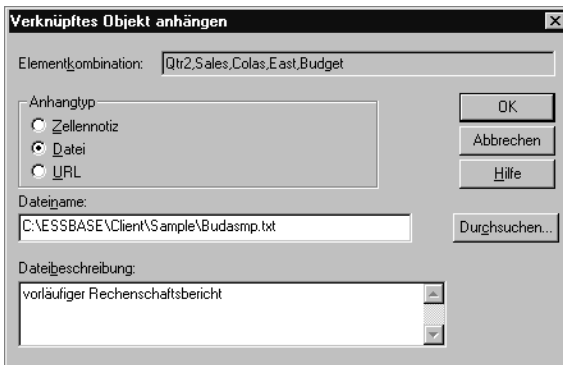 Verknüpftes Objekt anhängen
Elementkombination: Qtr2,Sales,Colas,East,Budget
Anhangtyp
Zellennotiz
Datei
URL
OK
Abbrechen
Hilfe
Dateiname:
C:\ESSBASE\Client\Sample\Budasmp.txt
Durchsuchen...
Dateibeschreibung:
vorläufiger Rechenschaftsbericht